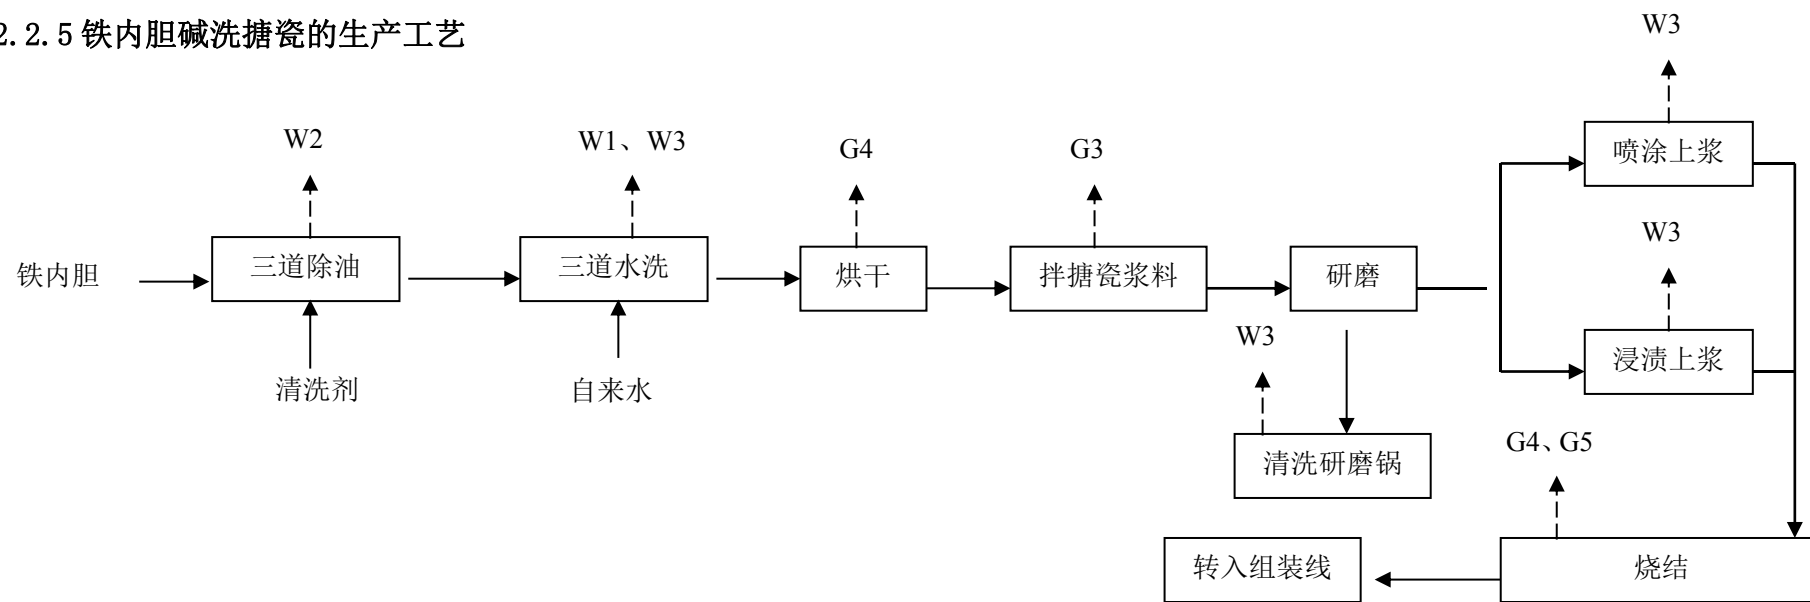 2.2.5铁内胆碱洗搪瓷的生产工艺
W3
W2
W1、W3
G4
G3
喷涂上浆
W3
铁内胆
三道除油
三道水洗
烘干
拌搪瓷浆料
研磨
W3
浸渍上浆
清洗剂
自来水
G4、G5
清洗研磨锅
转入组装线
烧结